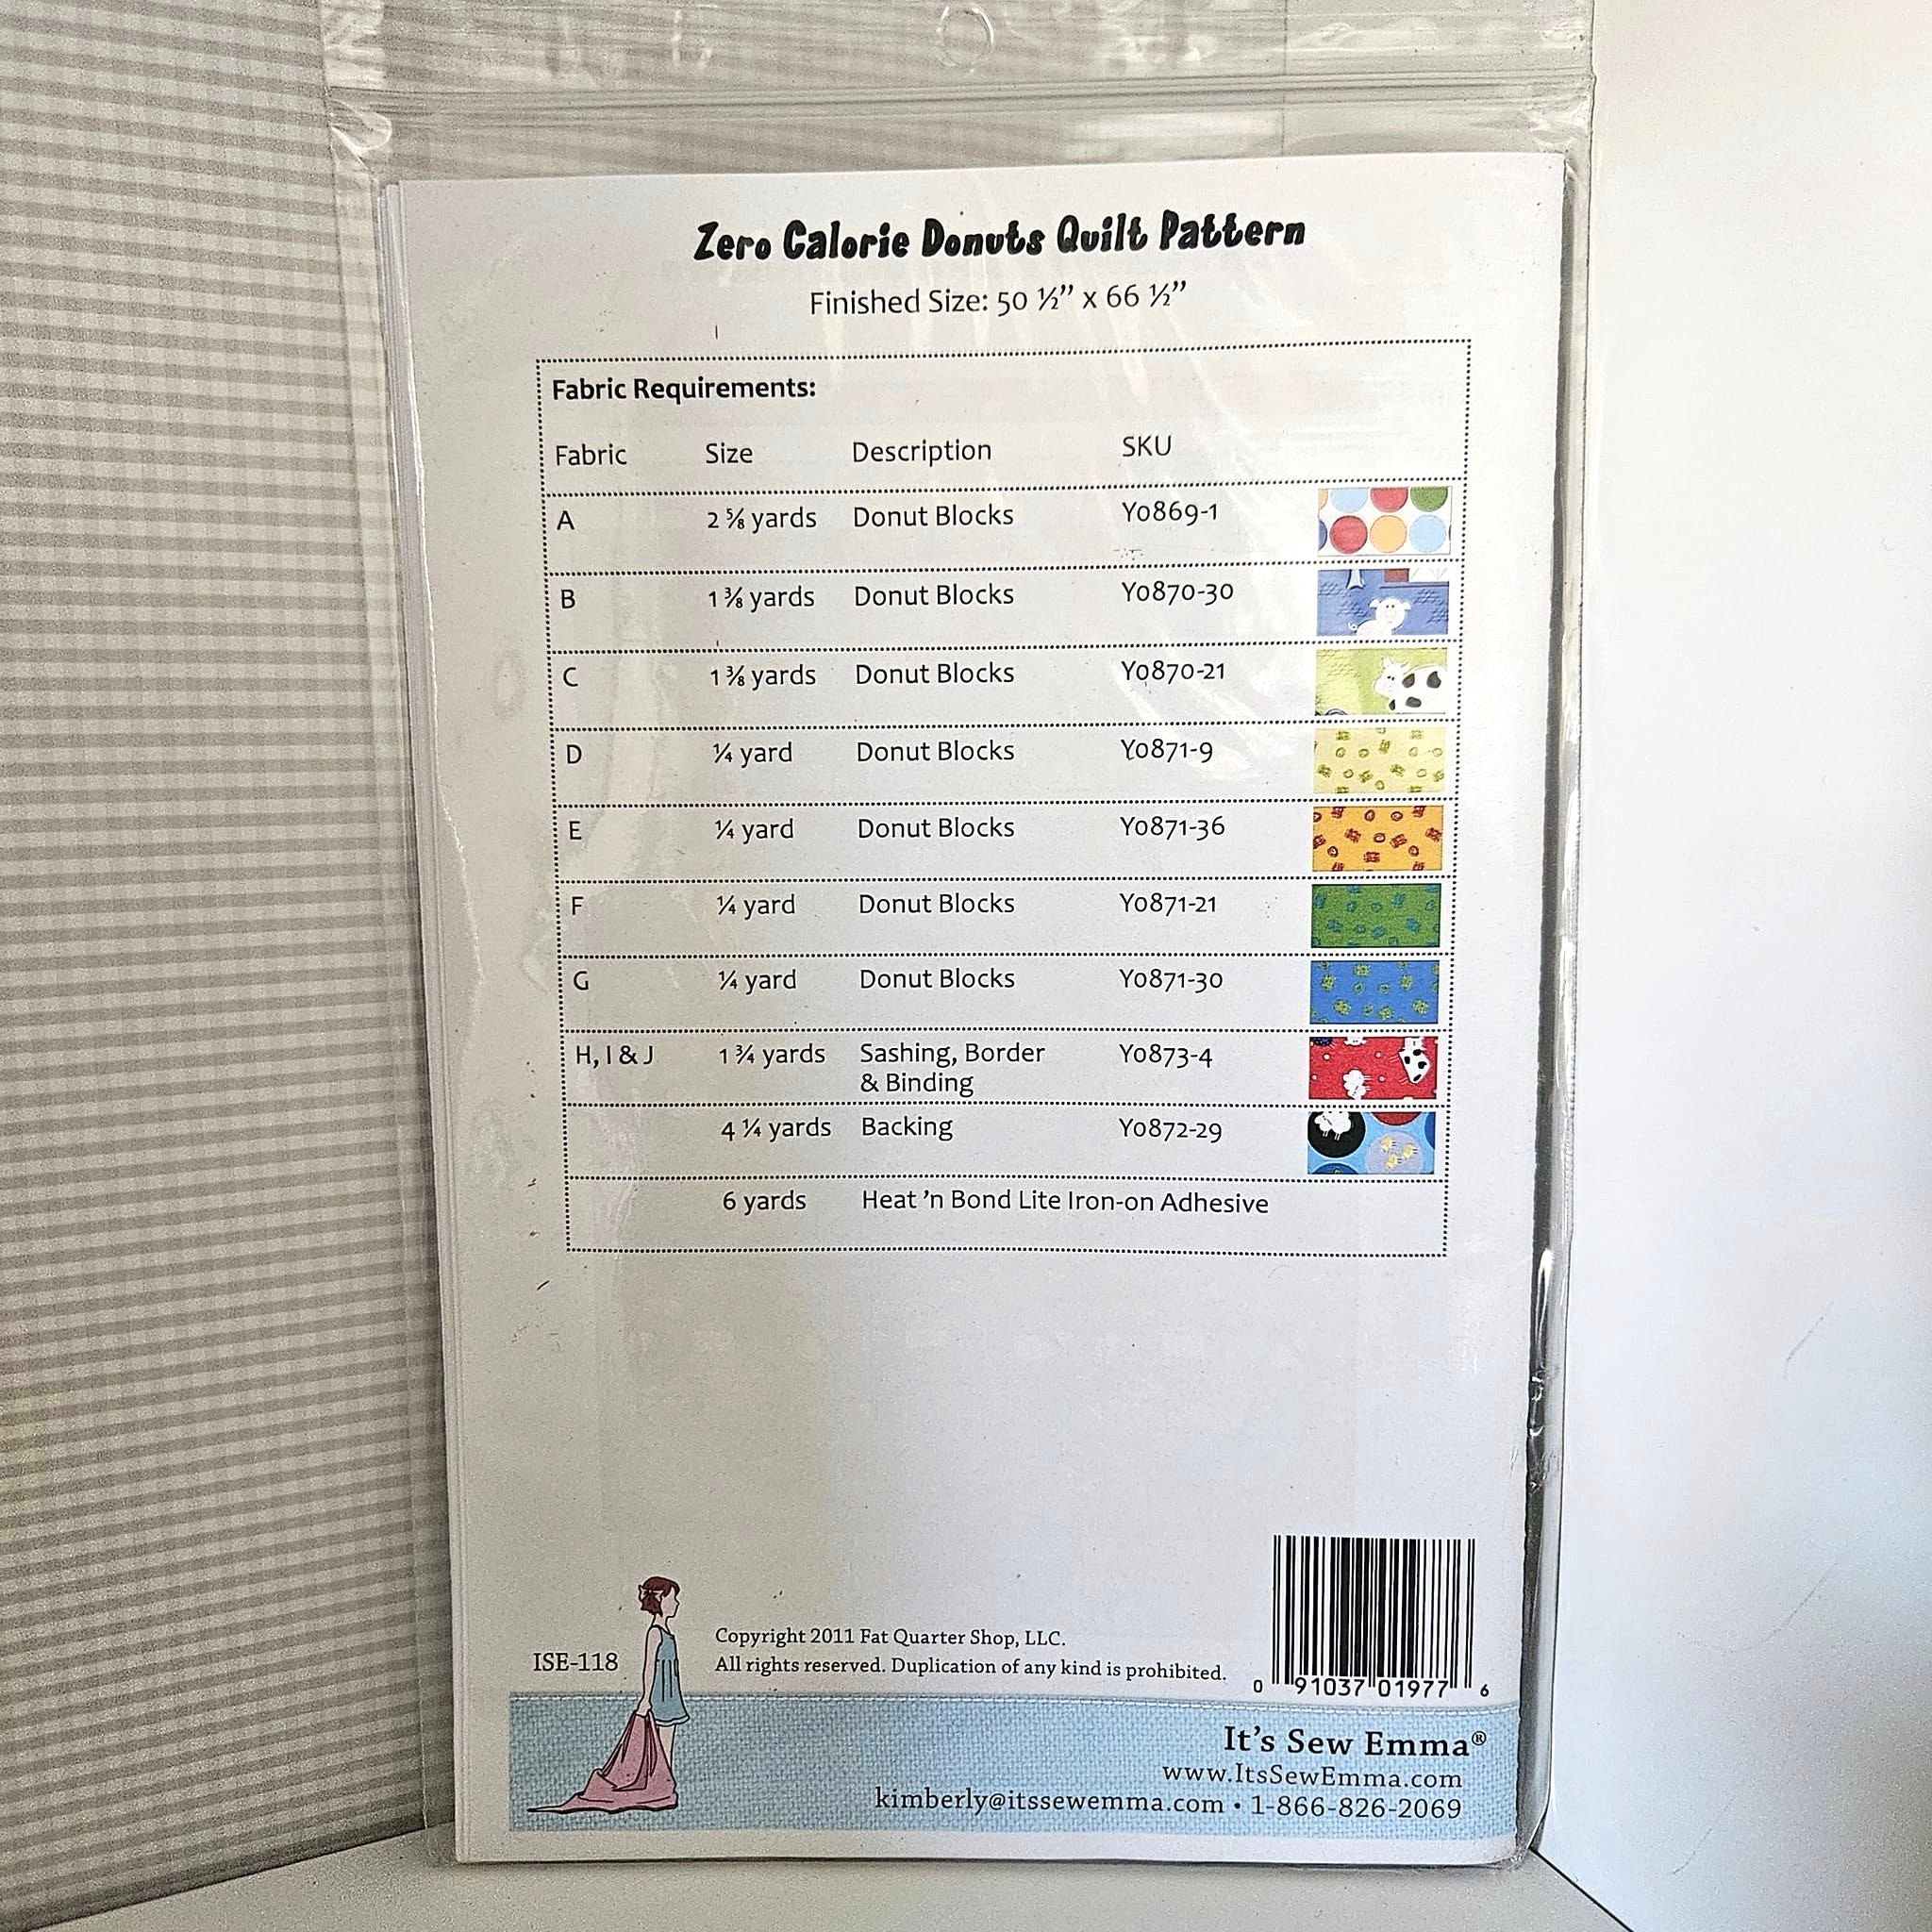 Zero Calorie Donuts Quilt Pattern
Finished Size: 50 ½” x 66 ½”
Fabric Requirements:
Fabric Size Description SKU
A 2 ⅝ yards Donut Blocks Y0869-1
B 1 ⅜ yards Donut Blocks Y0870-30
C 1 ⅜ yards Donut Blocks Y0870-21
D ¼ yard Donut Blocks Y0871-9
E ¼ yard Donut Blocks Y0871-36
F ¼ yard Donut Blocks Y0871-21
G ¼ yard Donut Blocks Y0871-30
H, I & J 1 ¾ yards Sashing, Border Y0873-4
& Binding
4 ¼ yards Backing Y0872-29
6 yards Heat ’n Bond Lite Iron-on Adhesive
ISE-118
Copyright 2011 Fat Quarter Shop, LLC.
All rights reserved. Duplication of any kind is prohibited.
0 91037 01977 6
It’s Sew Emma®
www.ItsSewEmma.com
kimberly@itssewemma.com • 1-866-826-2069